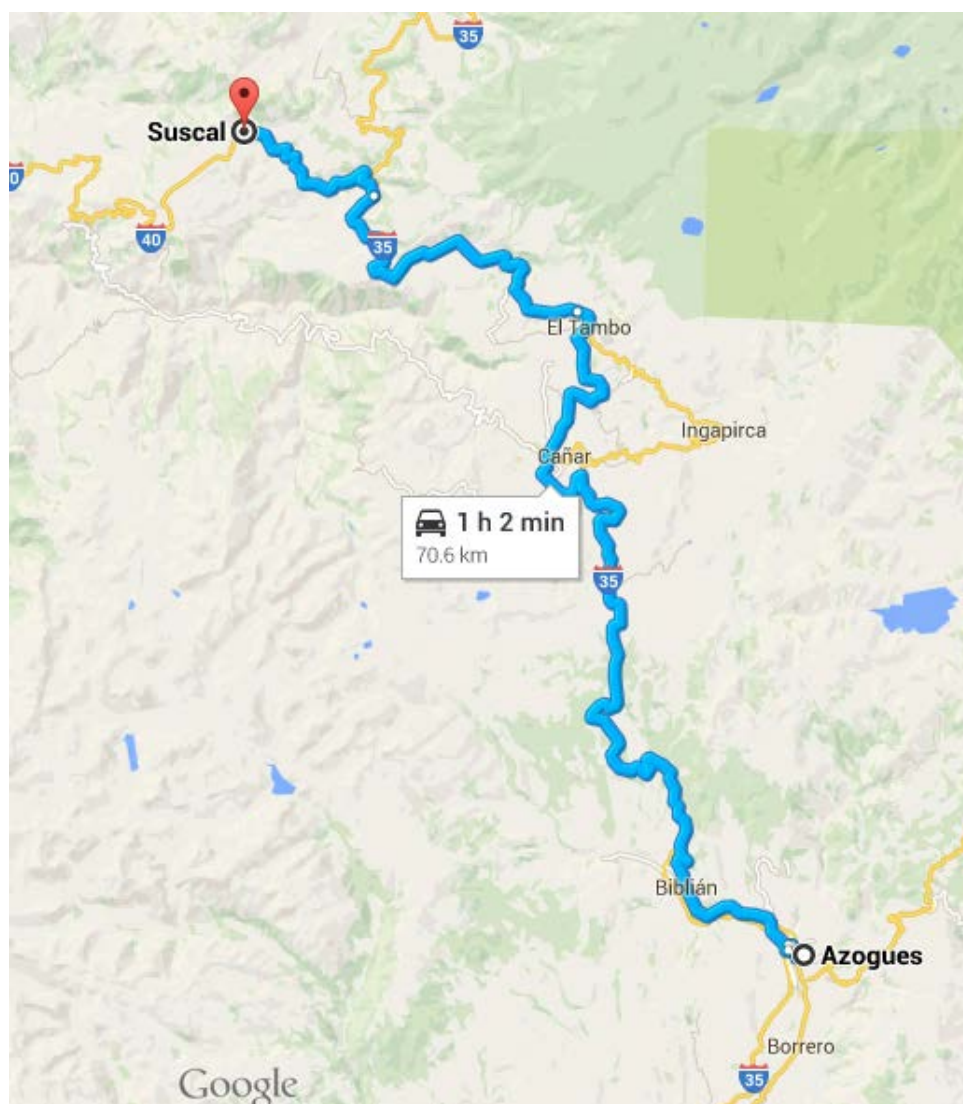 35
Suscal
0
40
35
El Tambo
Ingapirca
Cañar
1 h 2 min
70.6 km
35
Biblián
Azogues
Borrero
35
Google